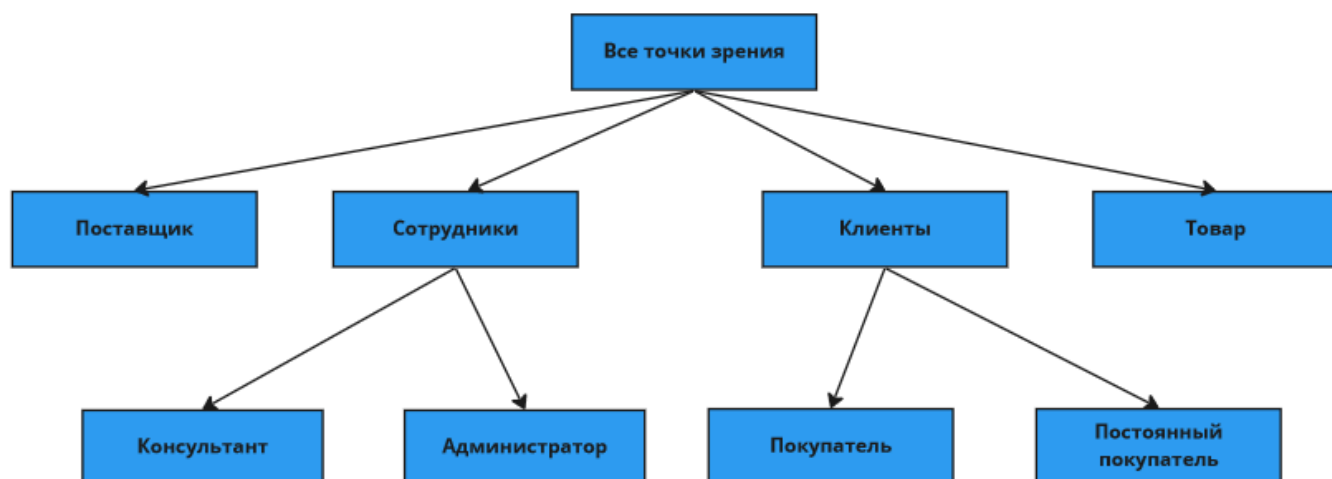 Все точки зрения
Поставщик
Сотрудники
Клиенты
Товар
Консультант
Администратор
Покупатель
Постоянный
покупатель